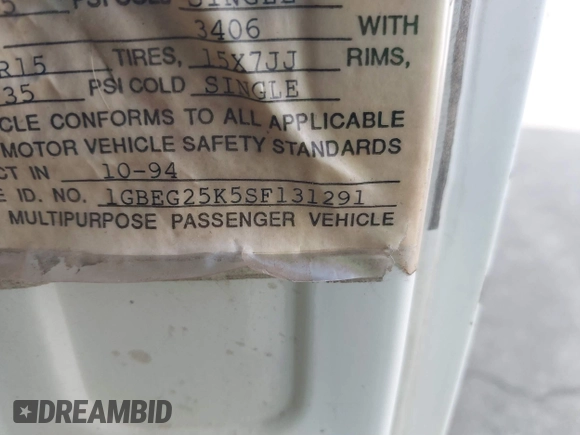 SINGLE
3406 WITH
R15 TIRES, 15X7JJ RIMS,
35 PSI COLD SINGLE
CLE CONFORMS TO ALL APPLICABLE
MOTOR VEHICLE SAFETY STANDARDS
CT IN 10-94
E ID. NO. 1GBEG25K5SF131291
MULTIPURPOSE PASSENGER VEHICLE
DREAMBID